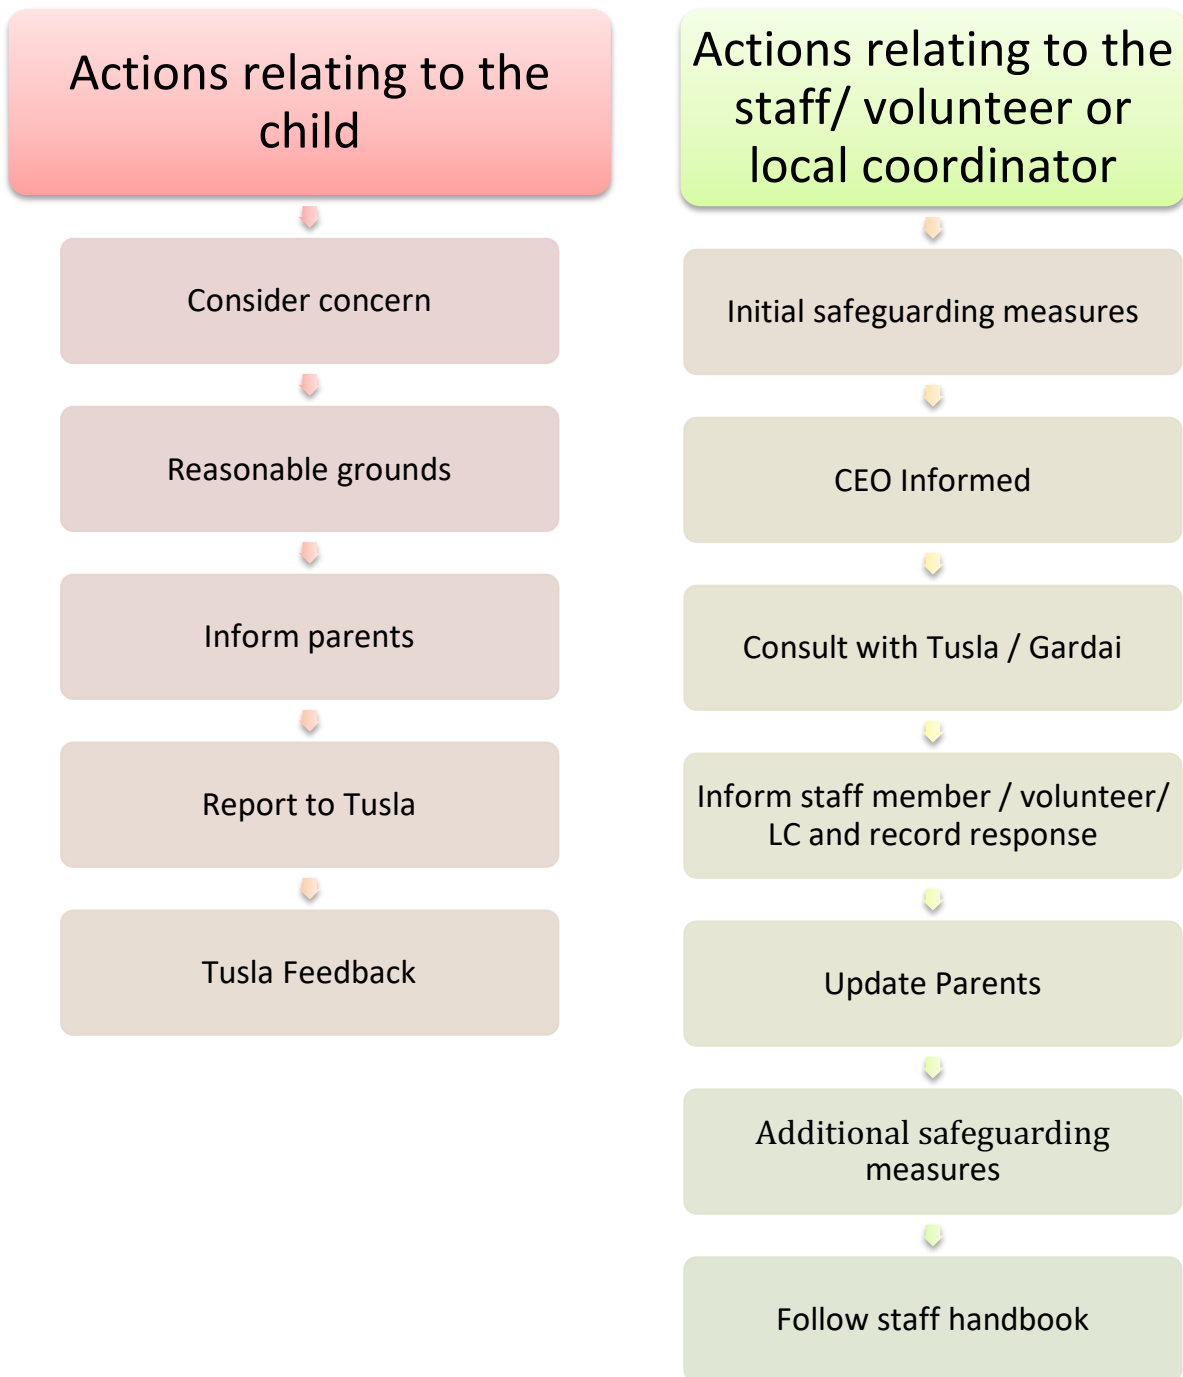 Actions relating to the
child
Consider concern
Reasonable grounds
Inform parents
Report to Tusla
Tusla Feedback
Actions relating to the
staff/ volunteer or
local coordinator
Initial safeguarding measures
CEO Informed
Consult with Tusla / Gardai
Inform staff member / volunteer/
LC and record response
Update Parents
Additional safeguarding
measures
Follow staff handbook